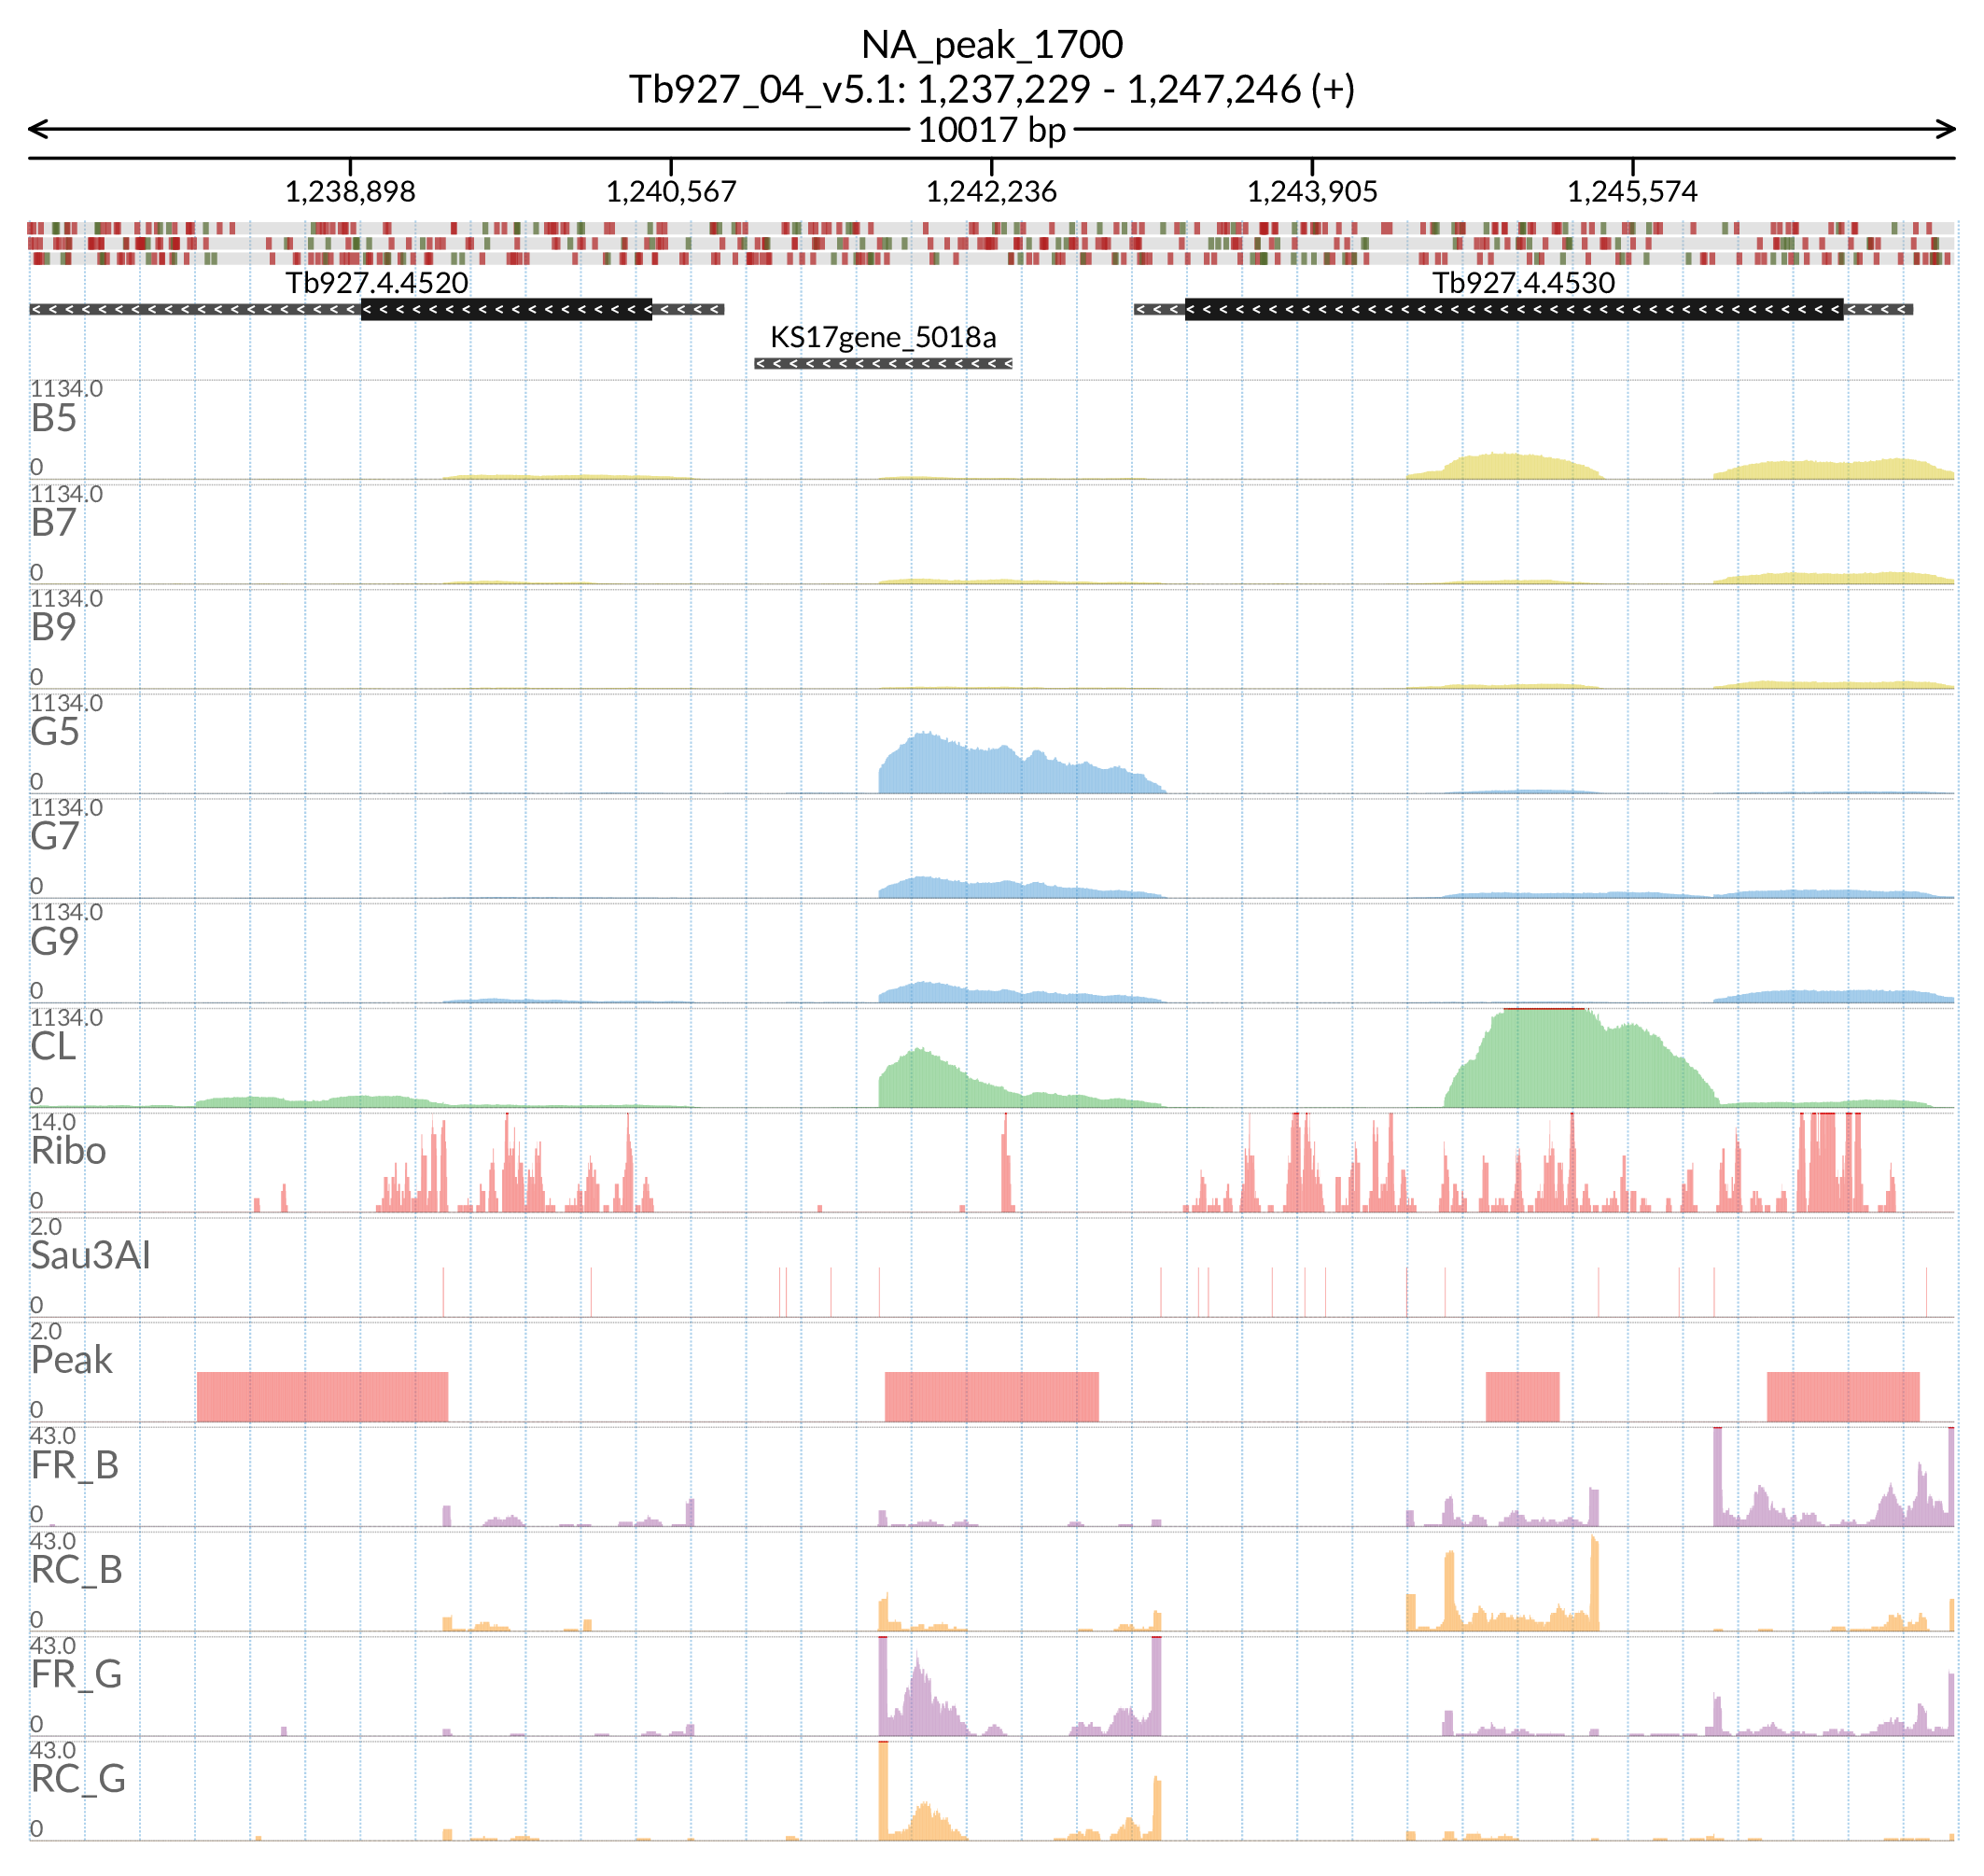 NA_peak_1700
Tb927_04_v5.1: 1,237,229 - 1,247,246 (+)
10017 bp
1,238,898 1,240,567 1,242,236 1,243,905 1,245,574
Tb927.4.4520 Tb927.4.4530
KS17gene_5018a
1134.0
B5
0
1134.0
B7
0
1134.0
B9
0
1134.0
G5
0
1134.0
G7
0
1134.0
G9
0
1134.0
CL
0
14.0
Ribo
0
2.0
Sau3AI
0
2.0
Peak
0
43.0
FR_B
0
43.0
RC_B
0
43.0
FR_G
0
43.0
RC_G
0